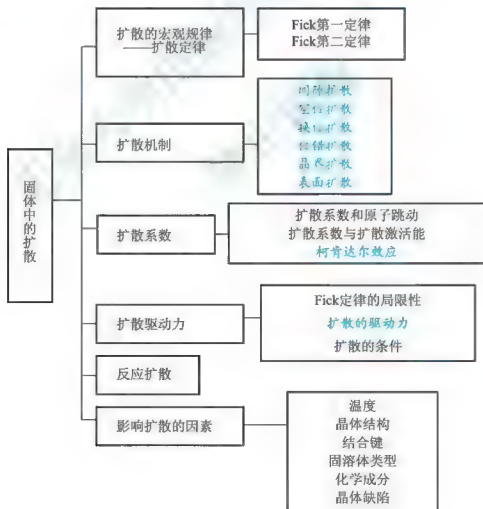 固体中的扩散
扩散的宏观规律
——扩散定律
Fick第一定律
Fick第二定律
扩散机制
间隙扩散
空位扩散
换位扩散
位错扩散
晶界扩散
表面扩散
扩散系数
扩散系数和原子跳动
扩散系数与扩散激活能
柯肯达尔效应
扩散驱动力
Fick定律的局限性
扩散的驱动力
扩散的条件
反应扩散
影响扩散的因素
温度
晶体结构
结合键
固溶体类型
化学成分
晶体缺陷